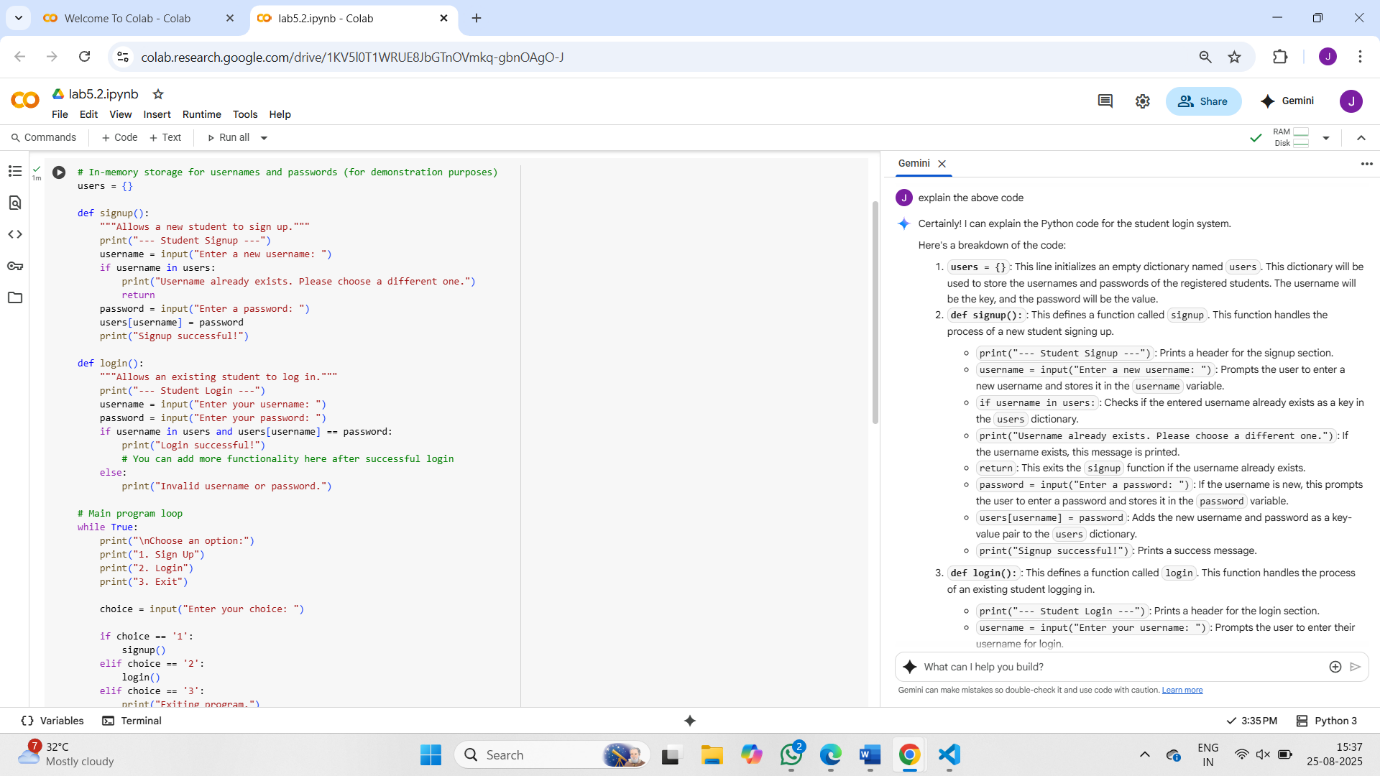 Welcome To Colab - Colab
lab5.2.ipynb - Colab
colab.research.google.com/drive/1KV5l0T1WRUE8JbGTnOVmkq-gbnOAgO-J
J
lab5.2.ipynb
File Edit View Insert Runtime Tools Help
Share
Gemini
J
Commands + Code + Text Run all
RAM
Disk
1m
# In-memory storage for usernames and passwords (for demonstration purposes)
users = {}
def signup():
"""Allows a new student to sign up."""
print("--- Student Signup ---")
username = input("Enter a new username: ")
if username in users:
print("Username already exists. Please choose a different one.")
return
password = input("Enter a password: ")
users[username] = password
print("Signup successful!")
def login():
"""Allows an existing student to log in."""
print("--- Student Login ---")
username = input("Enter your username: ")
password = input("Enter your password: ")
if username in users and users[username] == password:
print("Login successful!")
# You can add more functionality here after successful login
else:
print("Invalid username or password.")
# Main program loop
while True:
print("\nChoose an option:")
print("1. Sign Up")
print("2. Login")
print("3. Exit")
choice = input("Enter your choice: ")
if choice == '1':
signup()
elif choice == '2':
login()
elif choice == '3':
print("Exiting program.")
Gemini
J explain the above code
Certainly! I can explain the Python code for the student login system.
Here's a breakdown of the code:
1. users = {}: This line initializes an empty dictionary named users. This dictionary will be
used to store the usernames and passwords of the registered students. The username will
be the key, and the password will be the value.
2. def signup(): : This defines a function called signup. This function handles the
process of a new student signing up.
print("--- Student Signup ---"): Prints a header for the signup section.
username = input("Enter a new username: "): Prompts the user to enter a
new username and stores it in the username variable.
if username in users:: Checks if the entered username already exists as a key in
the users dictionary.
print("Username already exists. Please choose a different one."): If
the username exists, this message is printed.
return: This exits the signup function if the username already exists.
password = input("Enter a password: "): If the username is new, this prompts
the user to enter a password and stores it in the password variable.
users[username] = password: Adds the new username and password as a key-
value pair to the users dictionary.
print("Signup successful!"): Prints a success message.
3. def login(): : This defines a function called login. This function handles the process
of an existing student logging in.
print("--- Student Login ---"): Prints a header for the login section.
username = input("Enter your username: "): Prompts the user to enter their
username for login.
What can I help you build?
Gemini can make mistakes so double-check it and use code with caution. Learn more
{} Variables Terminal
3:35 PM Python 3
7
32°C
Mostly cloudy
Search
2
ENG
IN
15:37
25-08-2025